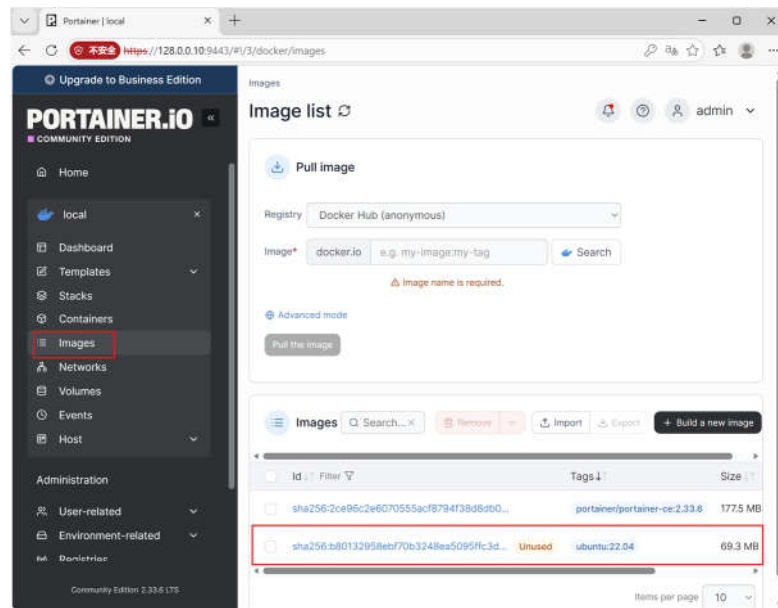 Portainer | local
不安全 https://128.0.0.10:9443/#!/3/docker/images
Upgrade to Business Edition
PORTAINER.iO
COMMUNITY EDITION
Home
local
Dashboard
Templates
Stacks
Containers
Images
Networks
Volumes
Events
Host
Administration
User-related
Environment-related
Registries
Community Edition 2.33.6 LTS
Images
Image list
admin
Pull image
Registry
Docker Hub (anonymous)
Image*
docker.io
e.g. my-image:my-tag
Search
Image name is required.
Advanced mode
Pull the image
Images
Search...
Remove
Import
Export
+ Build a new image
Id
Filter
Tags
Size
sha256:2ce96c2e6070555acf8794f38d8db0...
portainer/portainer-ce:2.33.6
177.5 MB
sha256:b80132958ebf70b3248ea5095ffc3d...
Unused
ubuntu:22.04
69.3 MB
Items per page
10